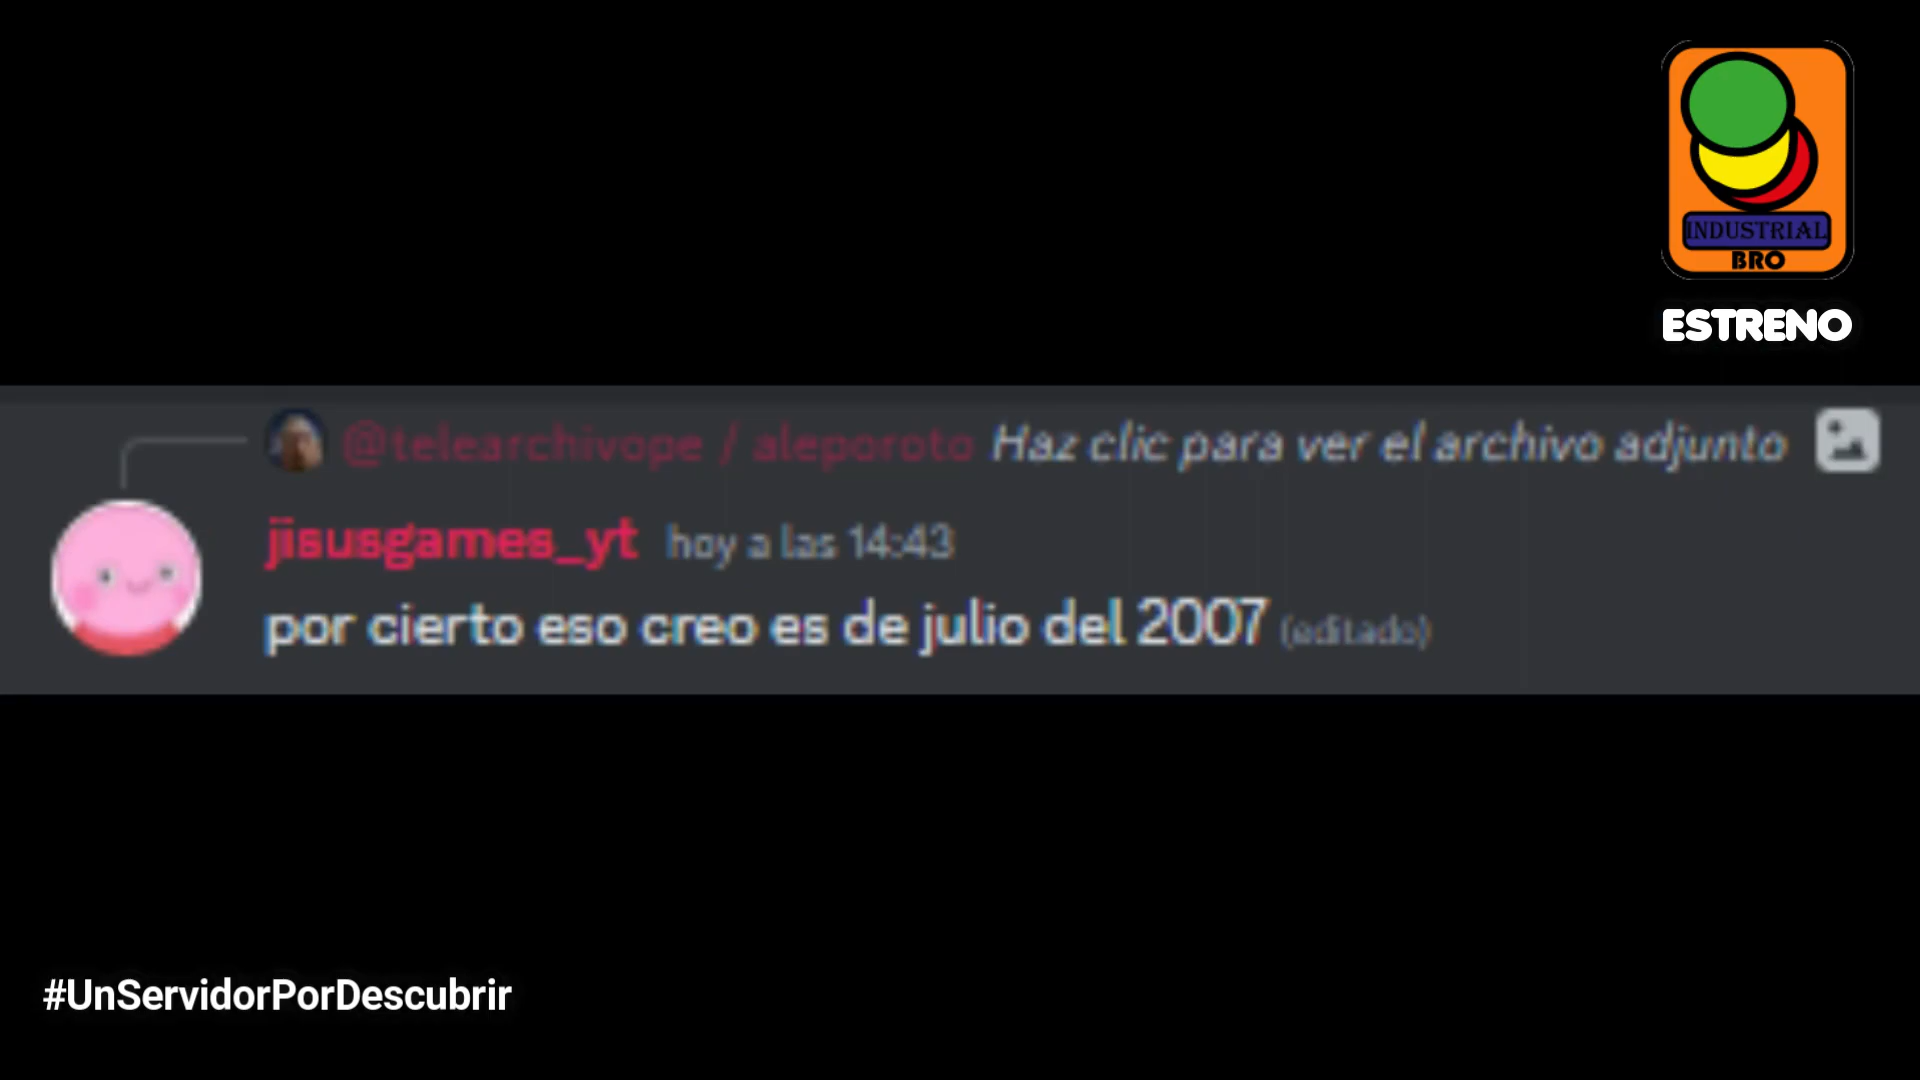 INDUSTRIAL
BRO
ESTRENO
@telearchivope / aleporoto Haz clic para ver el archivo adjunto
jisusgames_yt hoy a las 14:43
por cierto eso creo es de julio del 2007 (editado)
#UnServidorPorDescubrir